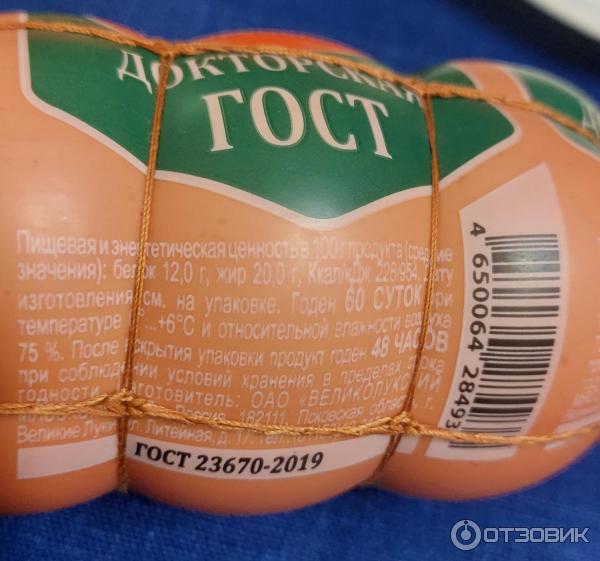 ДОКТОРСКАЯ
ГОСТ
Пищевая и энергетическая ценность в 100 г продукта (средние
значения): белок 12,0 г, жир 20,0 г, Ккал/кДж 228/954. Дату
изготовления см. на упаковке. Годен 60 СУТОК при
температуре ...+6°С и относительной влажности воздуха
75 %. После вскрытия упаковки продукт годен 48 ЧАСОВ
при соблюдении условий хранения в пределах срока
годности. Изготовитель: ОАО «ВЕЛИКОЛУКСКИЙ
Россия, 182111, Псковская область, г.
Великие Луки, ул. Литейная, д. 17.
ГОСТ 23670-2019
4 650064 28493
ОТЗОВИК